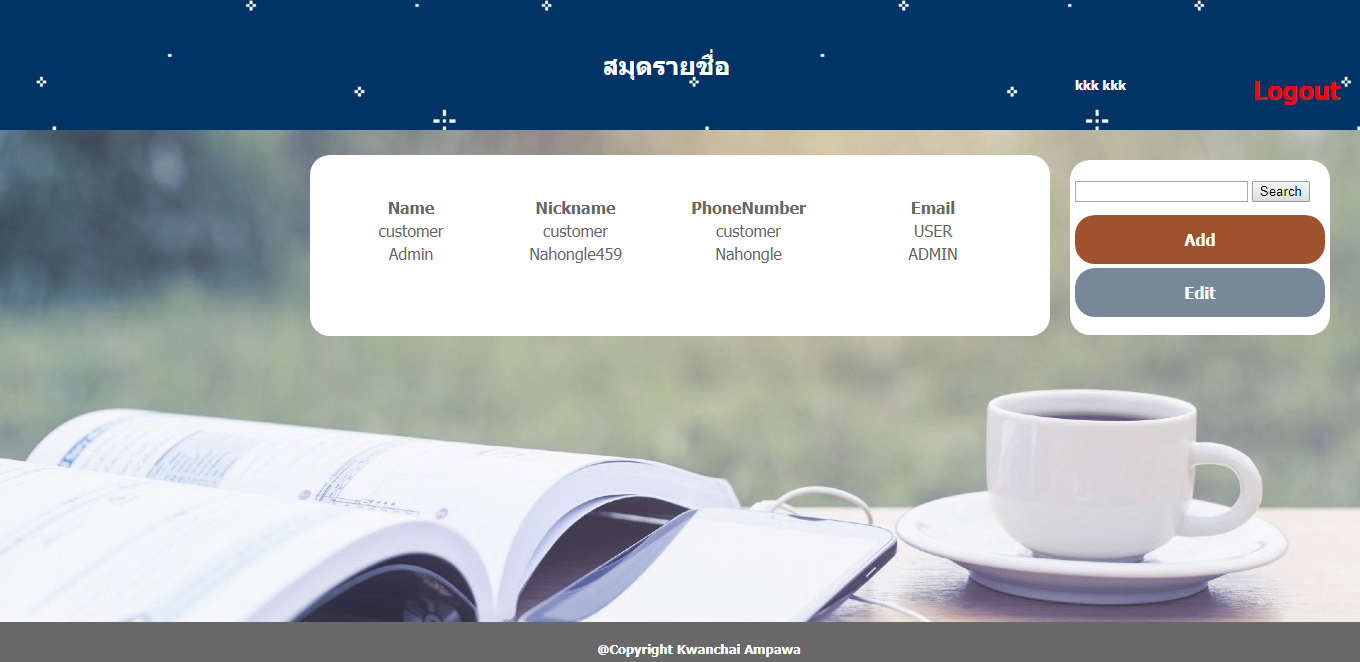 สมุดรายชื่อ
kkk kkk
Logout
Name Nickname PhoneNumber Email
customer customer customer USER
Admin Nahongle459 Nahongle ADMIN
Search
Add
Edit
@Copyright Kwanchai Ampawa